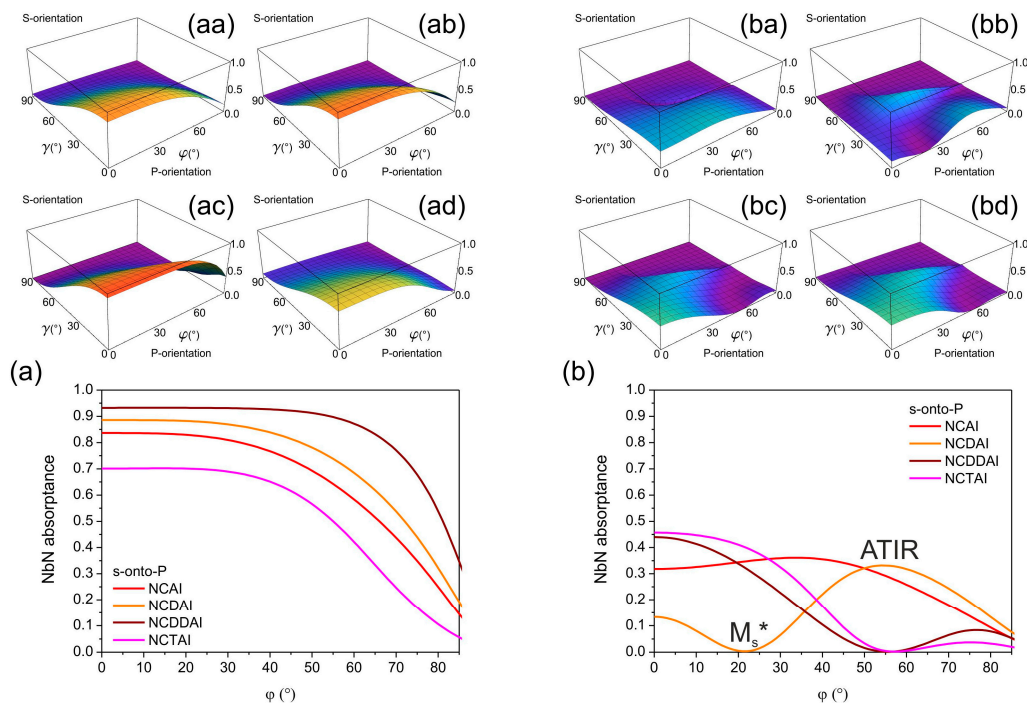 S-orientation
(aa)
1.0
0.5
0.0
90
60
30
0
γ(°)
0
30
60
φ(°)
P-orientation
S-orientation
(ab)
1.0
0.5
0.0
90
60
30
0
γ(°)
0
30
60
φ(°)
P-orientation
S-orientation
(ba)
1.0
0.5
0.0
90
60
30
0
γ(°)
0
30
60
φ(°)
P-orientation
S-orientation
(bb)
1.0
0.5
0.0
90
60
30
0
γ(°)
0
30
60
φ(°)
P-orientation
S-orientation
(ac)
1.0
0.5
0.0
90
60
30
0
γ(°)
0
30
60
φ(°)
P-orientation
S-orientation
(ad)
1.0
0.5
0.0
90
60
30
0
γ(°)
0
30
60
φ(°)
P-orientation
S-orientation
(bc)
1.0
0.5
0.0
90
60
30
0
γ(°)
0
30
60
φ(°)
P-orientation
S-orientation
(bd)
1.0
0.5
0.0
90
60
30
0
γ(°)
0
30
60
φ(°)
P-orientation
(a)
NbN absorptance
1.0
0.9
0.8
0.7
0.6
0.5
0.4
0.3
0.2
0.1
0.0
s-onto-P
NCAI
NCDAI
NCDDAI
NCTAI
0 10 20 30 40 50 60 70 80
φ (°)
(b)
NbN absorptance
1.0
0.9
0.8
0.7
0.6
0.5
0.4
0.3
0.2
0.1
0.0
s-onto-P
NCAI
NCDAI
NCDDAI
NCTAI
ATIR
Ms*
0 10 20 30 40 50 60 70 80
φ (°)